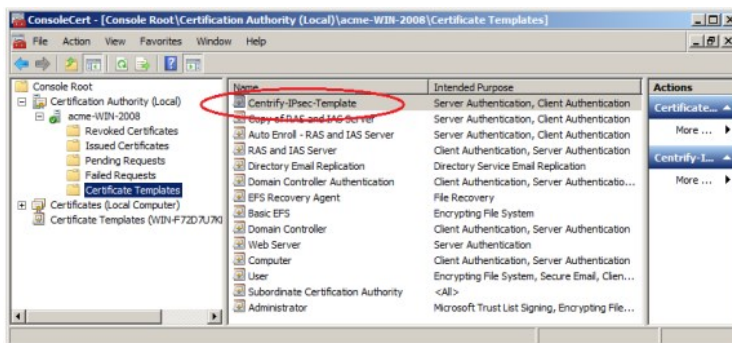 ConsoleCert - [Console Root\Certification Authority (Local)\acme-WIN-2008\Certificate Templates]
File Action View Favorites Window Help
Console Root
Certification Authority (Local)
acme-WIN-2008
Revoked Certificates
Issued Certificates
Pending Requests
Failed Requests
Certificate Templates
Certificates (Local Computer)
Certificate Templates (WIN-F72D7U7KI
Name Intended Purpose
Centrify-IPsec-Template Server Authentication, Client Authentication
Copy of RAS and IAS Server Server Authentication, Client Authentication
Auto Enroll - RAS and IAS Server Server Authentication, Client Authentication
RAS and IAS Server Client Authentication, Server Authentication
Directory Email Replication Directory Service Email Replication
Domain Controller Authentication Client Authentication, Server Authenticatio...
EFS Recovery Agent File Recovery
Basic EFS Encrypting File System
Domain Controller Client Authentication, Server Authentication
Web Server Server Authentication
Computer Client Authentication, Server Authentication
User Encrypting File System, Secure Email, Clien...
Subordinate Certification Authority <All>
Administrator Microsoft Trust List Signing, Encrypting File...
Actions
Certificate...
More ...
Centrify-I...
More ...